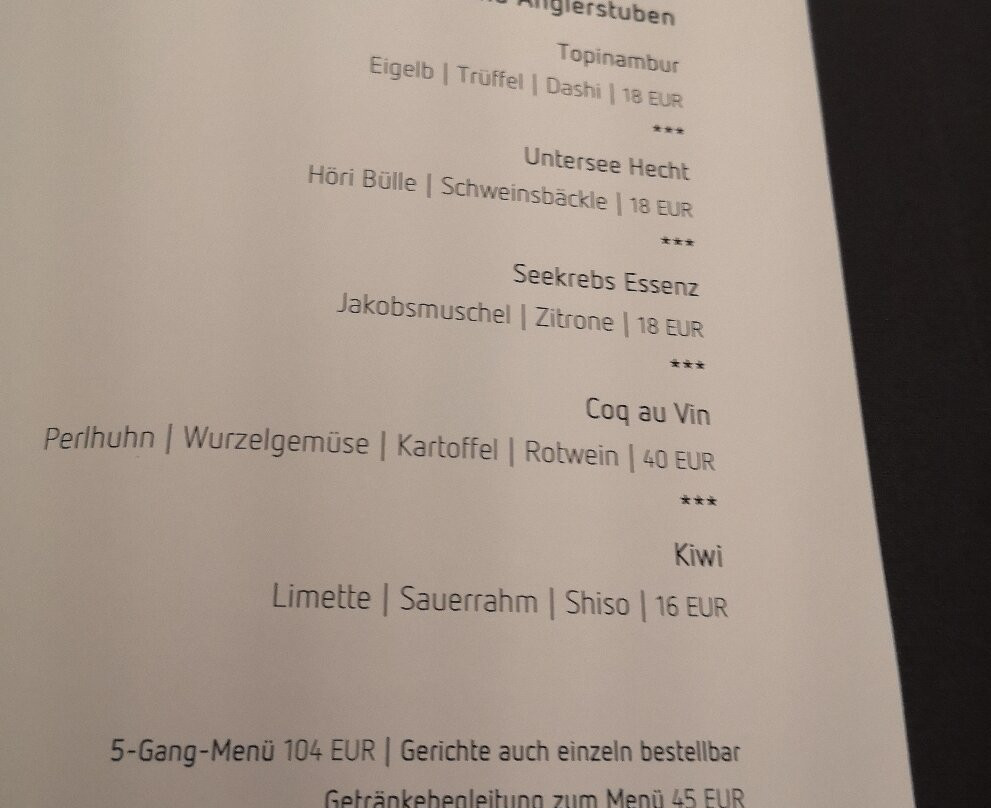 Anglerstuben
Topinambur
Eigelb | Trüffel | Dashi | 18 EUR
***
Untersee Hecht
Höri Bülle | Schweinsbäckle | 18 EUR
***
Seekrebs Essenz
Jakobsmuschel | Zitrone | 18 EUR
***
Coq au Vin
Perlhuhn | Wurzelgemüse | Kartoffel | Rotwein | 40 EUR
***
Kiwi
Limette | Sauerrahm | Shiso | 16 EUR
5-Gang-Menü 104 EUR | Gerichte auch einzeln bestellbar
Getränkebegleitung zum Menü 45 EUR